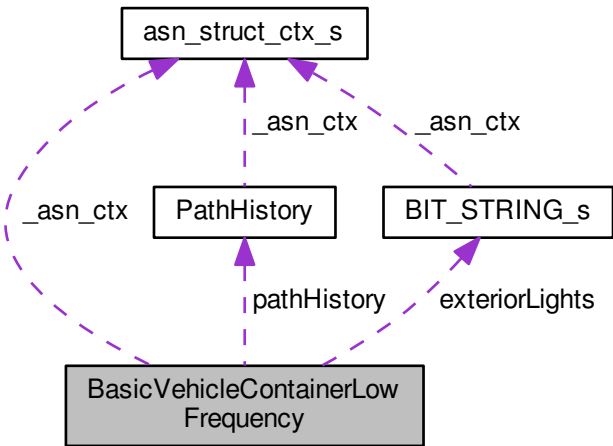 asn_struct_ctx_s
_asn_ctx
_asn_ctx
_asn_ctx
PathHistory
BIT_STRING_s
pathHistory
exteriorLights
BasicVehicleContainerLow
Frequency